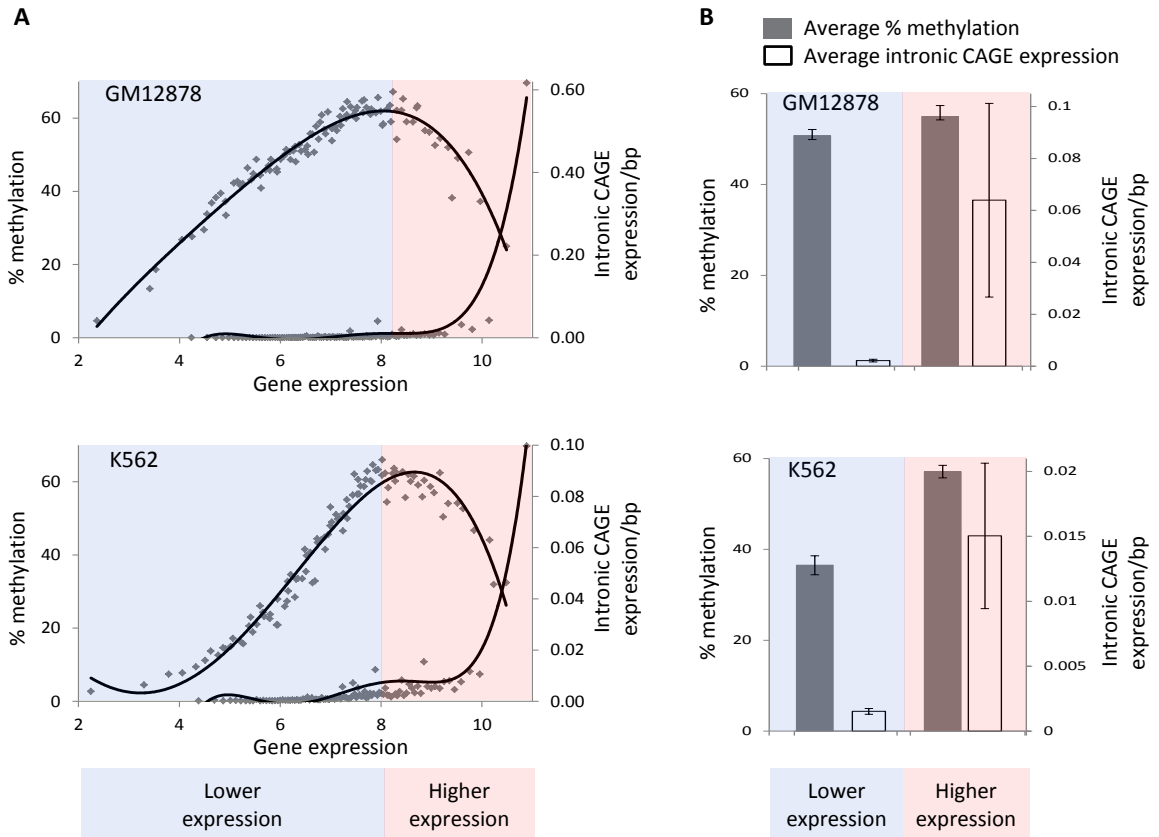 A
B
Average % methylation
Average intronic CAGE expression
GM12878
% methylation
60
40
20
0
0.60
0.40
0.20
0.00
Intronic CAGE
expression/bp
2
4
6
8
10
Gene expression
GM12878
% methylation
60
40
20
0
0.1
0.08
0.06
0.04
0.02
0
Intronic CAGE
expression/bp
K562
% methylation
60
40
20
0
0.10
0.08
0.06
0.04
0.02
0.00
Intronic CAGE
expression/bp
2
4
6
8
10
Gene expression
K562
% methylation
60
40
20
0
0.02
0.015
0.01
0.005
0
Intronic CAGE
expression/bp
Lower
expression
Higher
expression
Lower
expression
Higher
expression